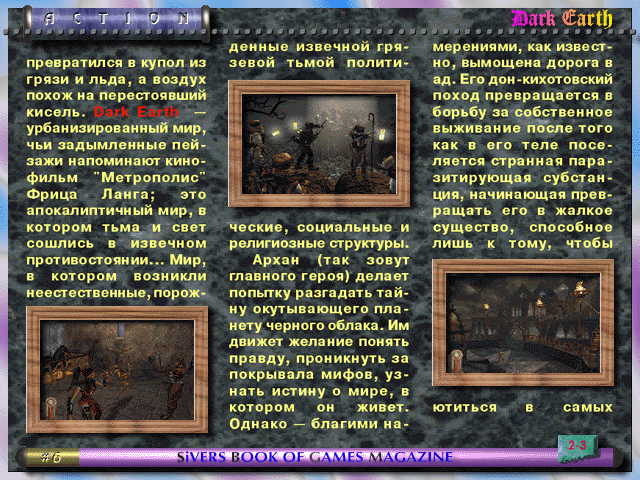 ACTION
Dark Earth
превратился в купол из
грязи и льда, а воздух
похож на перестоявший
кисель. Dark Earth —
урбанизированный мир,
чьи задымленные пей-
зажи напоминают кино-
фильм "Метрополис"
Фрица Ланга; это
апокалиптичный мир, в
котором тьма и свет
сошлись в извечном
противостоянии... Мир,
в котором возникли
неестественные, порож-
денные извечной гря-
зевой тьмой полити-
ческие, социальные и
религиозные структуры.
Архан (так зовут
главного героя) делает
попытку разгадать тай-
ну окутывающего пла-
нету черного облака. Им
движет желание понять
правду, проникнуть за
покрывала мифов, уз-
нать истину о мире, в
котором он живет.
Однако — благими на-
мерениями, как извест-
но, вымощена дорога в
ад. Его дон-кихотовский
поход превращается в
борьбу за собственное
выживание после того
как в его теле посе-
ляется странная пара-
зитирующая субстан-
ция, начинающая прев-
ращать его в жалкое
существо, способное
лишь к тому, чтобы
ютиться в самых
#6
SiVERS BOOK OF GAMES MAGAZINE
2-3